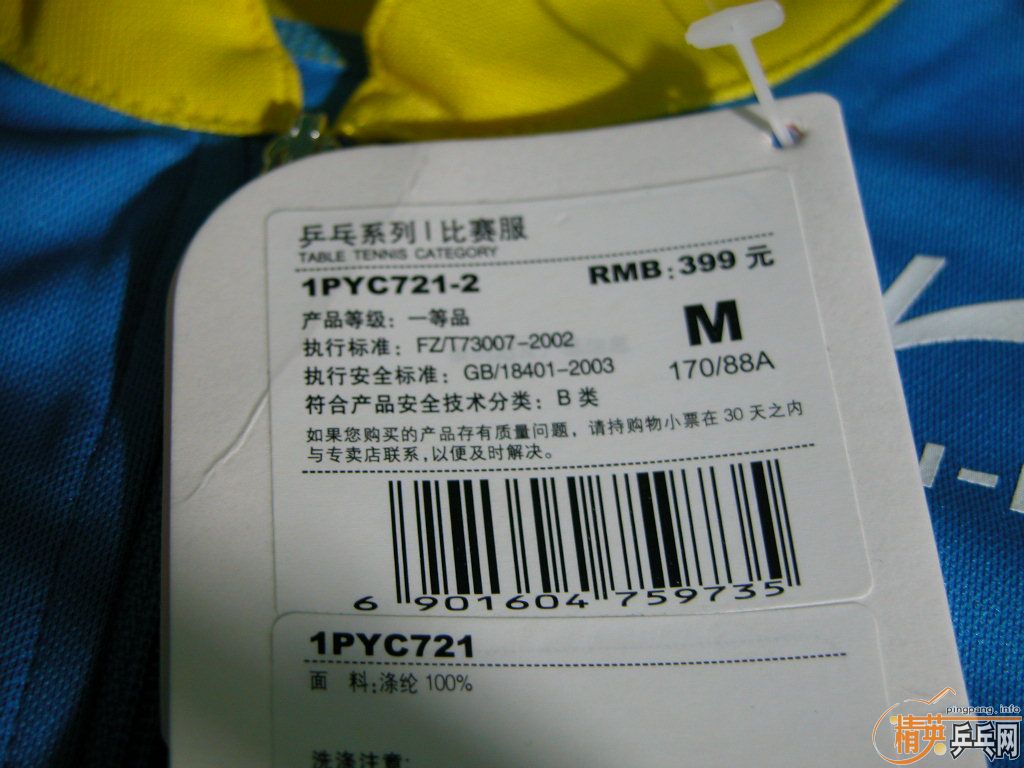 乒乓系列 | 比赛服
TABLE TENNIS CATEGORY
1PYC721-2
RMB:399 元
产品等级：一等品
M
执行标准：FZ/T73007-2002
170/88A
执行安全标准：GB/18401-2003
符合产品安全技术分类：B 类
如果您购买的产品存有质量问题，请持购物小票在 30 天之内
与专卖店联系,以便及时解决。
6 901604 759735
1PYC721
面 料:涤纶 100%
洗涤注意:
pingpang.info
精英乒乓网